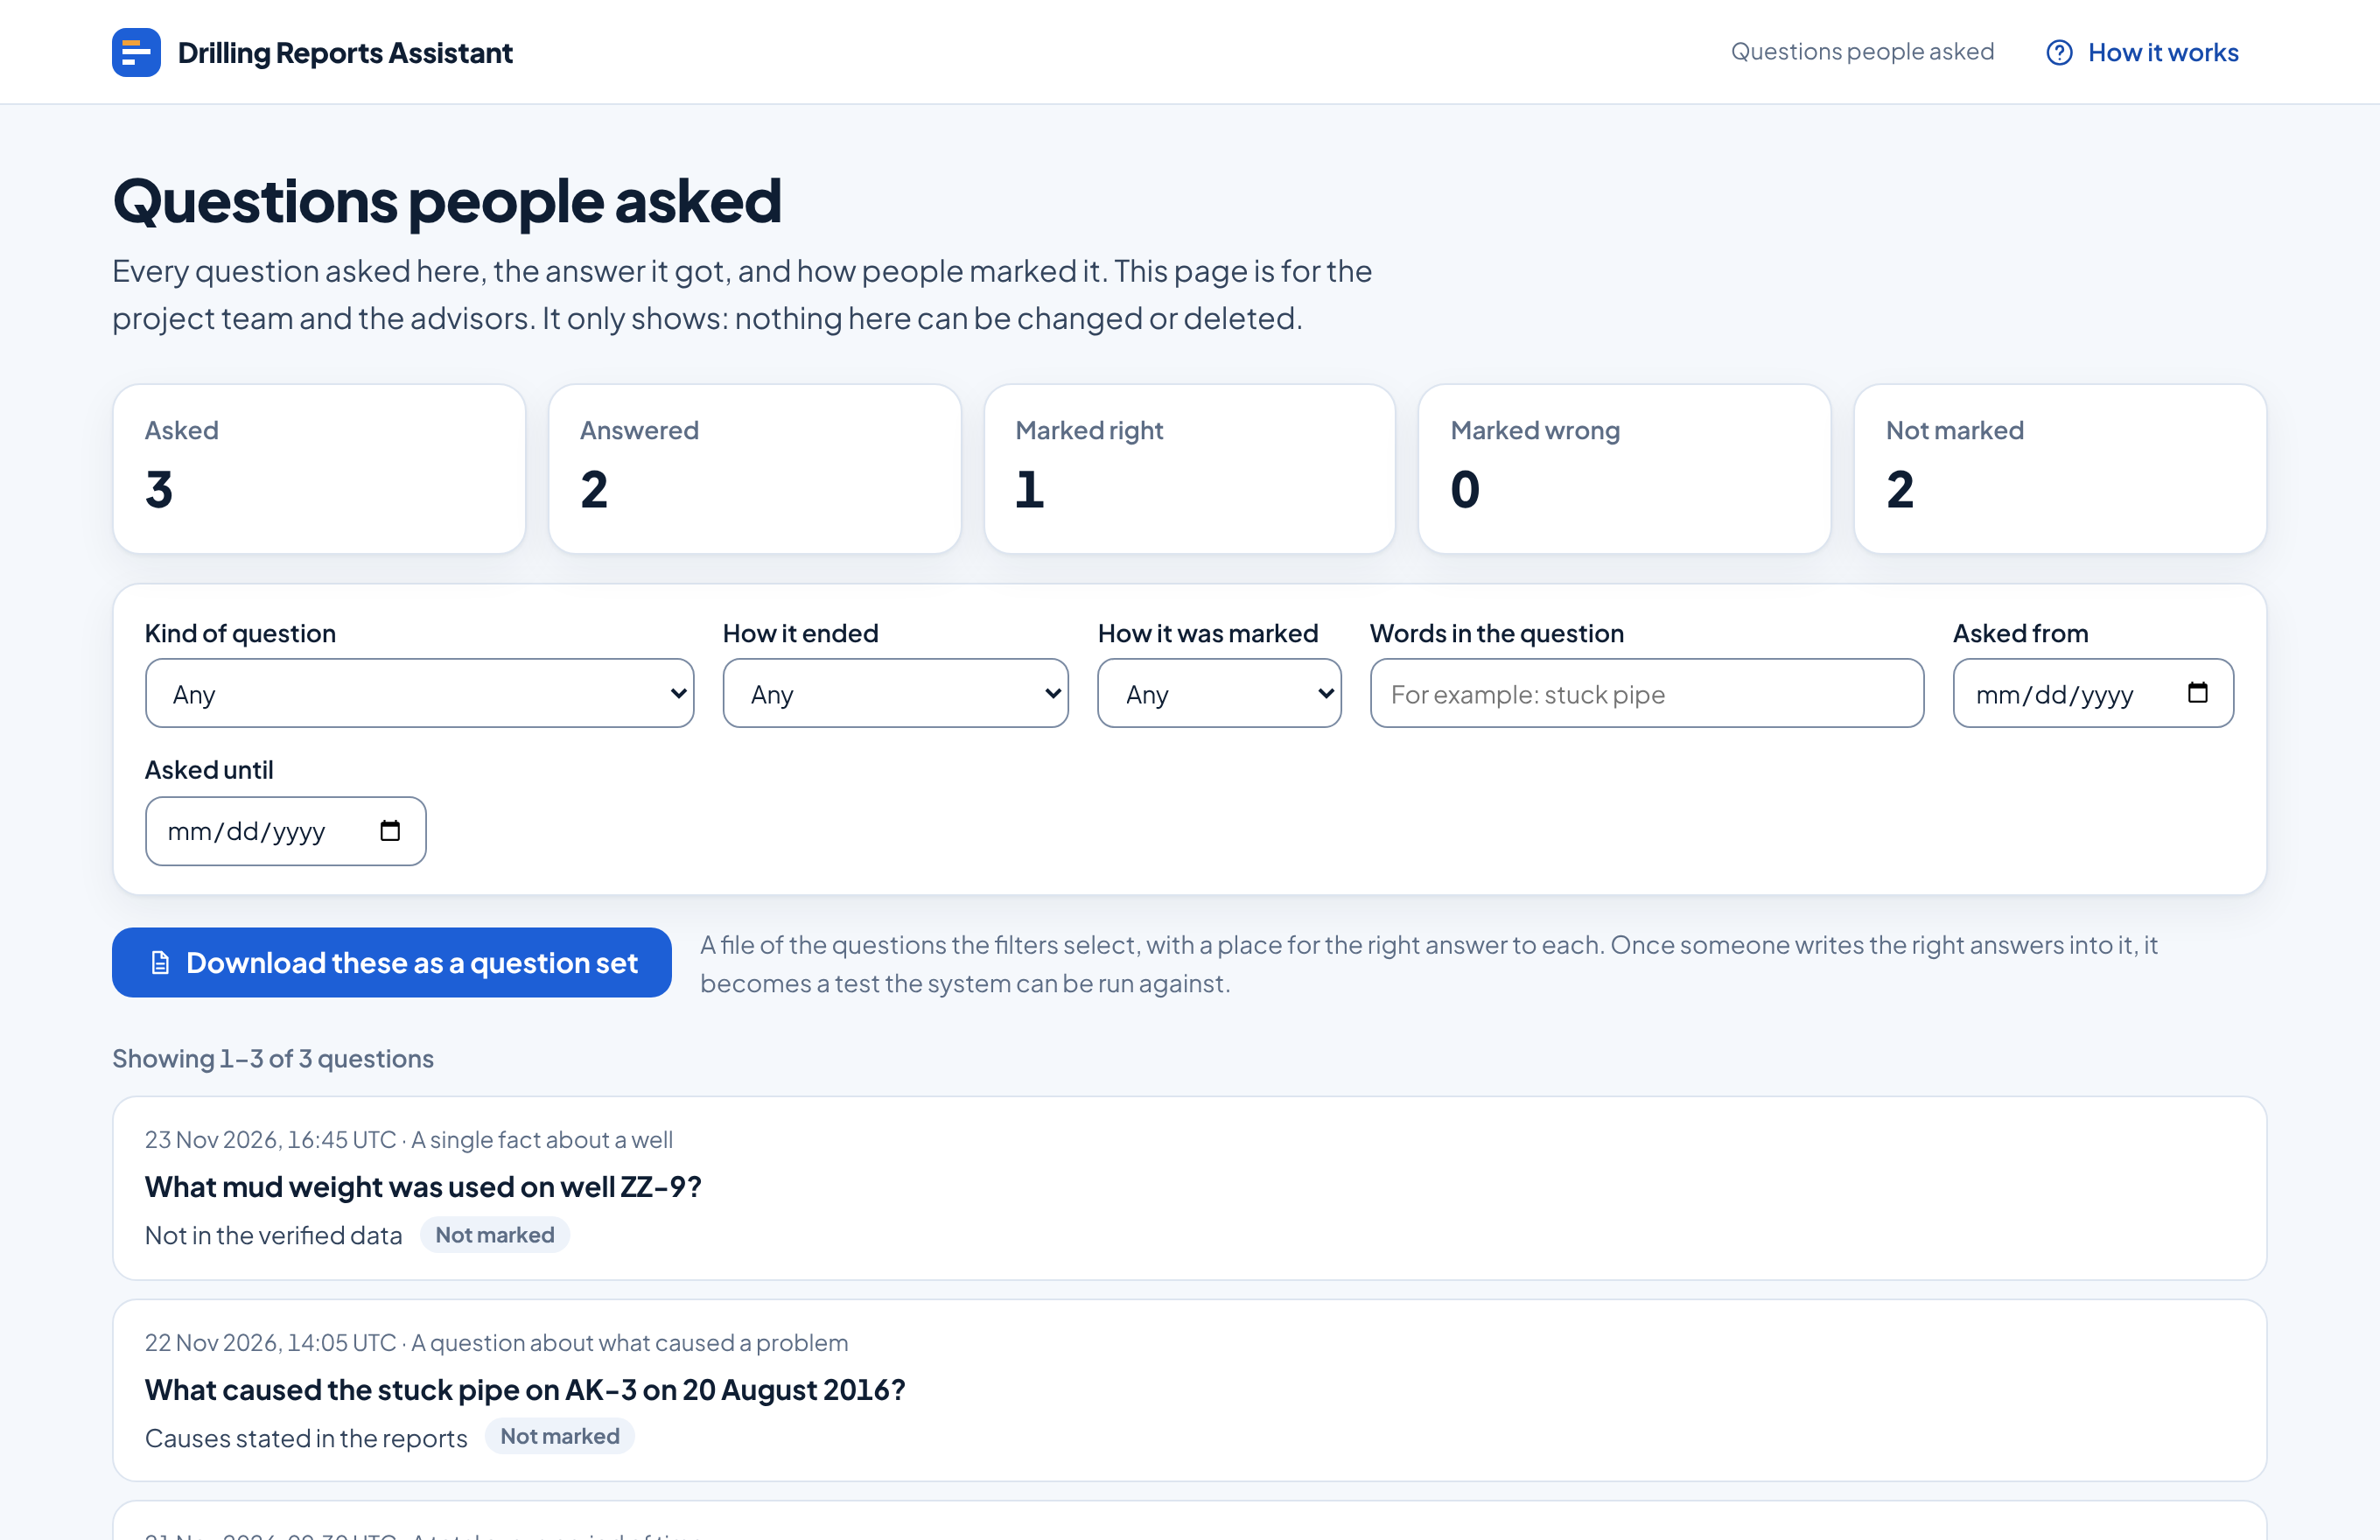 Drilling Reports Assistant
Questions people asked
How it works
Questions people asked
Every question asked here, the answer it got, and how people marked it. This page is for the
project team and the advisors. It only shows: nothing here can be changed or deleted.
Asked
3
Answered
2
Marked right
1
Marked wrong
0
Not marked
2
Kind of question
Any
How it ended
Any
How it was marked
Any
Words in the question
For example: stuck pipe
Asked from
mm/dd/yyyy
Asked until
mm/dd/yyyy
Download these as a question set
A file of the questions the filters select, with a place for the right answer to each. Once someone writes the right answers into it, it
becomes a test the system can be run against.
Showing 1–3 of 3 questions
23 Nov 2026, 16:45 UTC · A single fact about a well
What mud weight was used on well ZZ-9?
Not in the verified data
Not marked
22 Nov 2026, 14:05 UTC · A question about what caused a problem
What caused the stuck pipe on AK-3 on 20 August 2016?
Causes stated in the reports
Not marked